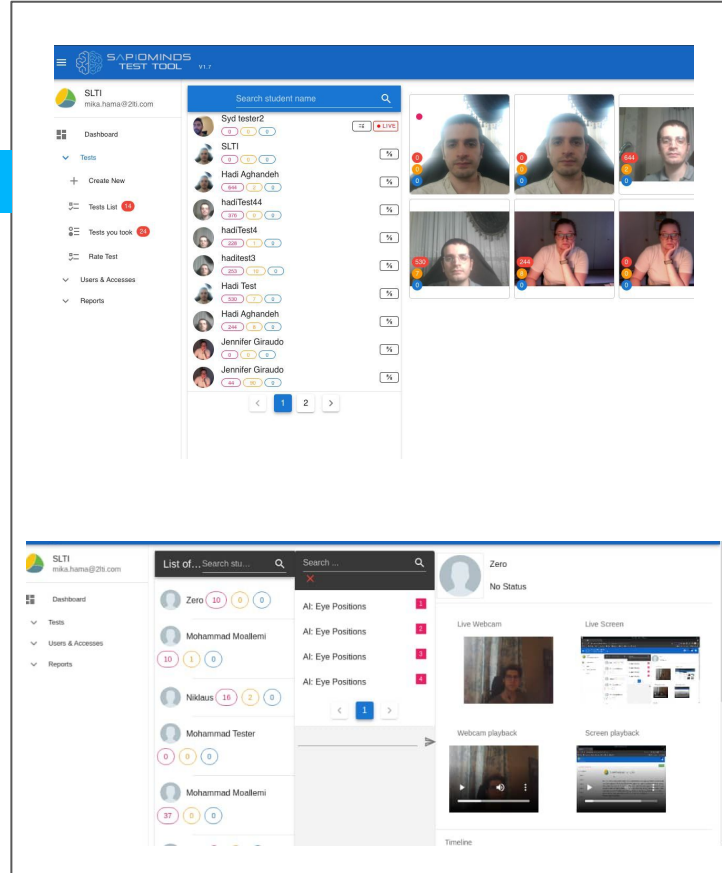 SAPIOMINDS
TEST TOOL V1.7
SLTI
mika.hama@2lti.com
Dashboard
Tests
Create New
Tests List 14
Tests you took 24
Rate Test
Users & Accesses
Reports
Search student name
Syd tester2
0 0 0
LIVE
SLTI
0 0 0
Hadi Aghandeh
644 2 0
hadiTest44
376 0 0
hadiTest4
228 1 0
haditest3
253 10 0
Hadi Test
530 7 0
Hadi Aghandeh
244 6 0
Jennifer Giraudo
0 0 0
Jennifer Giraudo
44 80 0
1 2
0
0
0
0
0
0
644
2
0
530
7
0
244
0
0
0
0
SLTI
mika.hama@2lti.com
Dashboard
Tests
Users & Accesses
Reports
List of... Search stu...
Zero 10 0 0
Mohammad Moallemi
10 1 0
Niklaus 16 2 0
Mohammad Tester
0 0 0
Mohammad Moallemi
37 0 0
Search ...
AI: Eye Positions 1
AI: Eye Positions 2
AI: Eye Positions 3
AI: Eye Positions 4
1
Zero
No Status
Live Webcam
Live Screen
Webcam playback
Screen playback
Timeline